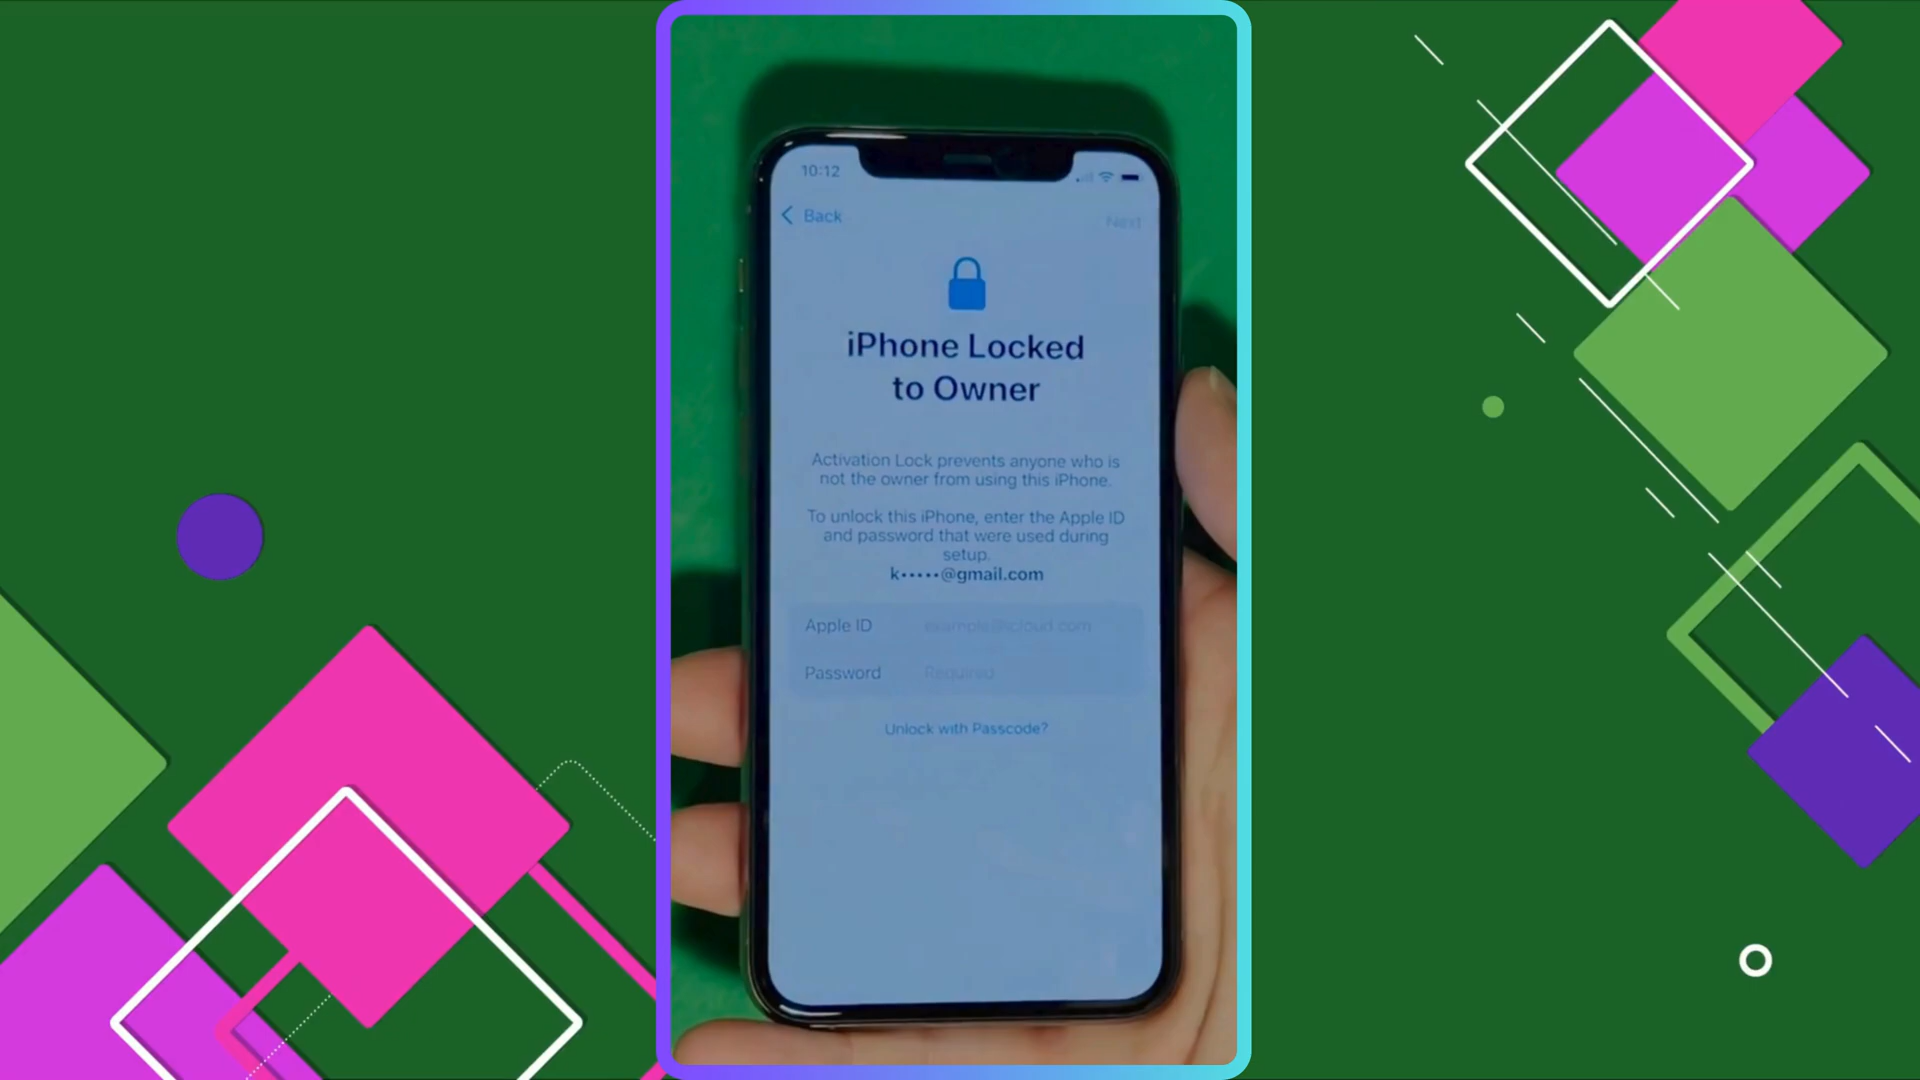 10:12
Back
Next
iPhone Locked
to Owner
Activation Lock prevents anyone who is
not the owner from using this iPhone.
To unlock this iPhone, enter the Apple ID
and password that were used during
setup.
k•••••@gmail.com
Apple ID example@icloud.com
Password Required
Unlock with Passcode?